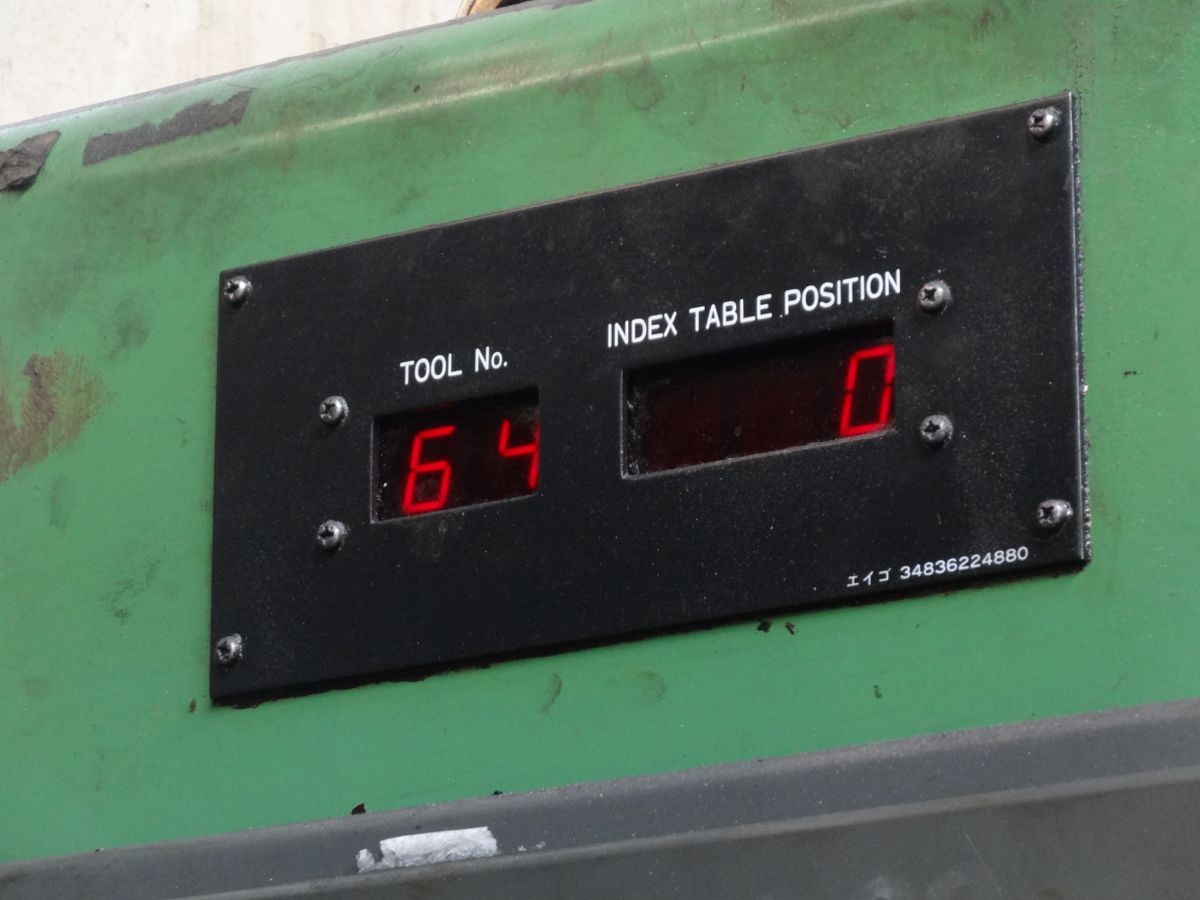 TOOL No.
INDEX TABLE POSITION
64
0
エイゴ 34836224880